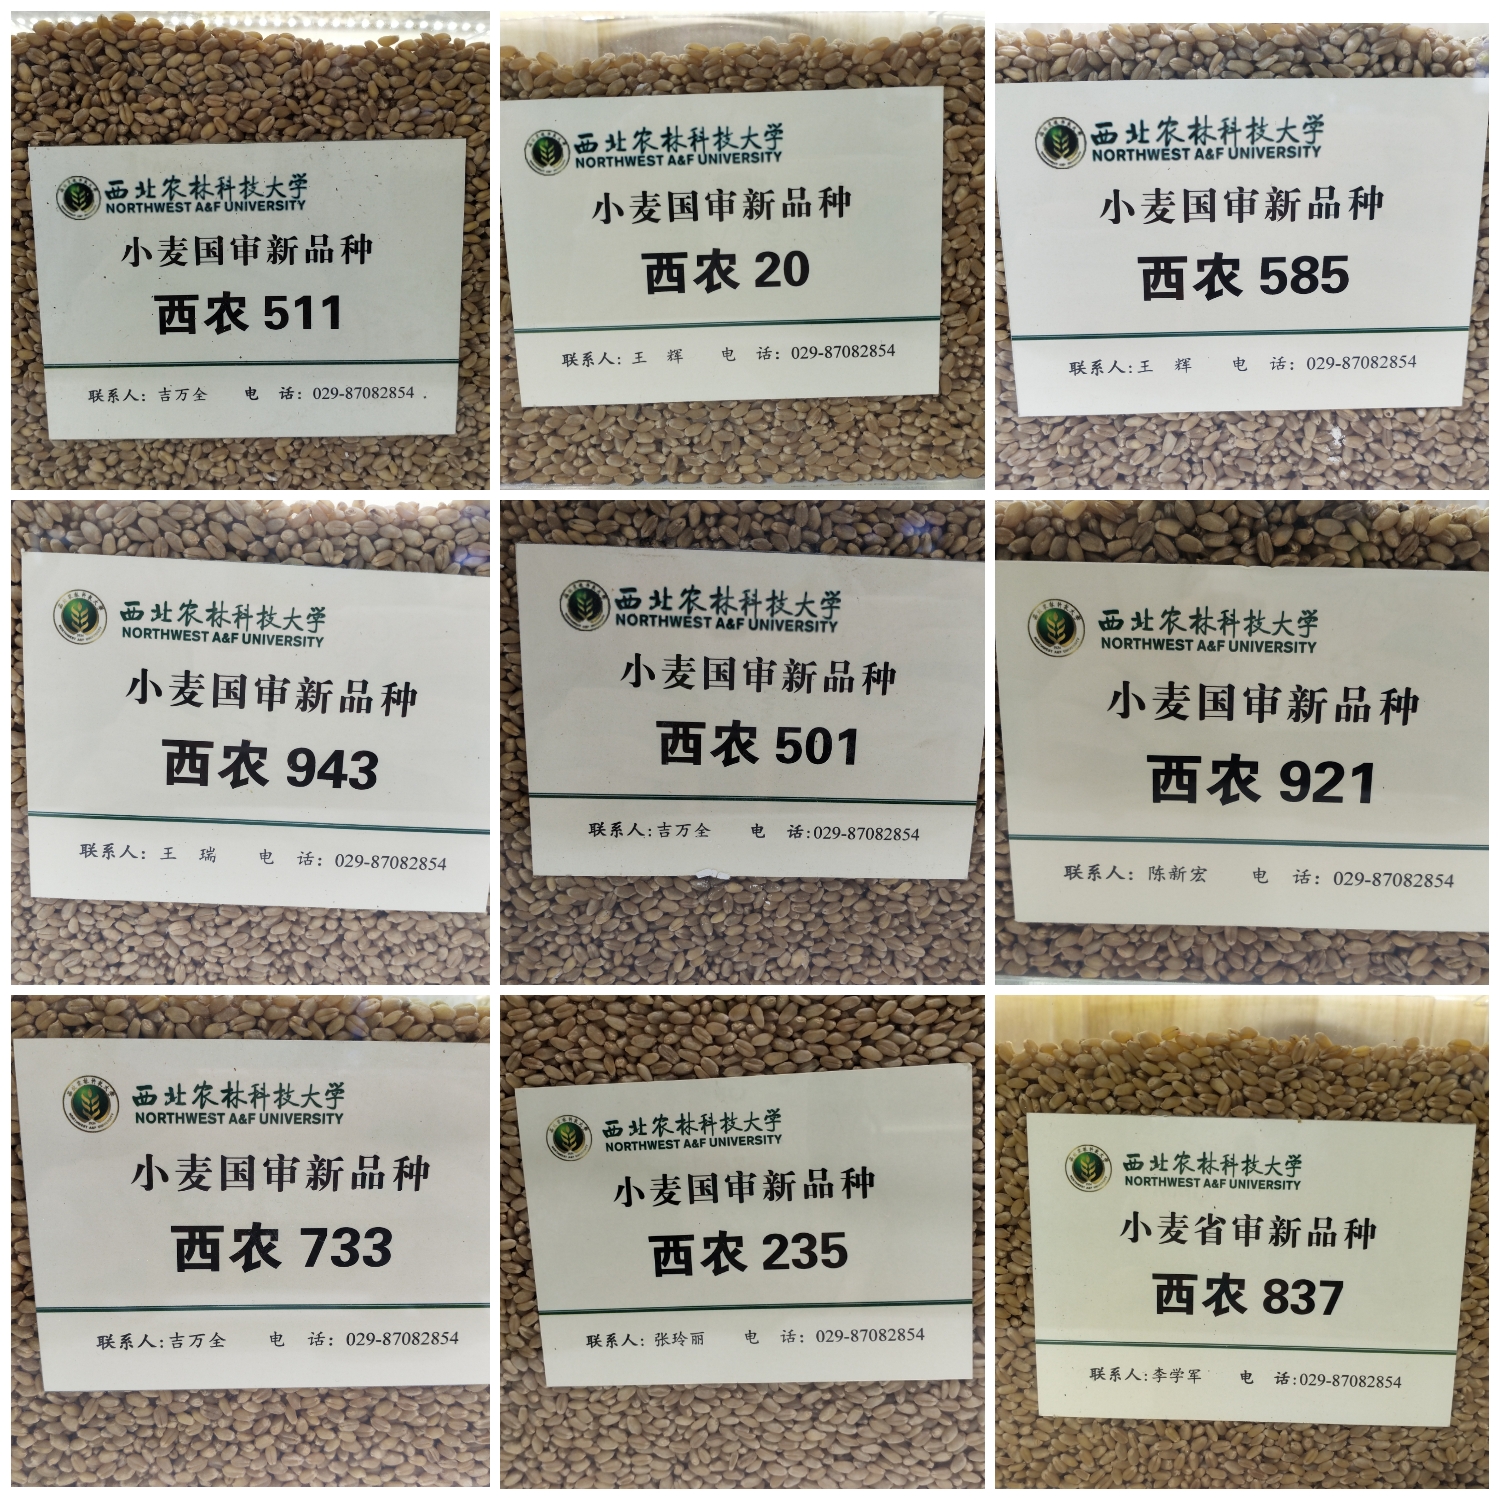 西北农林科技大学
NORTHWEST A&F UNIVERSITY
小麦国审新品种
西农 511
联系人：吉万全 电 话：029-87082854
西北农林科技大学
NORTHWEST A&F UNIVERSITY
小麦国审新品种
西农 20
联系人：王 辉 电 话：029-87082854
西北农林科技大学
NORTHWEST A&F UNIVERSITY
小麦国审新品种
西农 585
联系人：王 辉 电 话：029-87082854
西北农林科技大学
NORTHWEST A&F UNIVERSITY
小麦国审新品种
西农 943
联系人：王 瑞 电 话：029-87082854
西北农林科技大学
NORTHWEST A&F UNIVERSITY
小麦国审新品种
西农 501
联系人：吉万全 电 话：029-87082854
西北农林科技大学
NORTHWEST A&F UNIVERSITY
小麦国审新品种
西农 921
联系人：陈新宏 电 话：029-87082854
西北农林科技大学
NORTHWEST A&F UNIVERSITY
小麦国审新品种
西农 733
联系人：吉万全 电 话：029-87082854
西北农林科技大学
NORTHWEST A&F UNIVERSITY
小麦国审新品种
西农 235
联系人：张玲丽 电 话：029-87082854
西北农林科技大学
NORTHWEST A&F UNIVERSITY
小麦省审新品种
西农 837
联系人：李学军 电 话：029-87082854